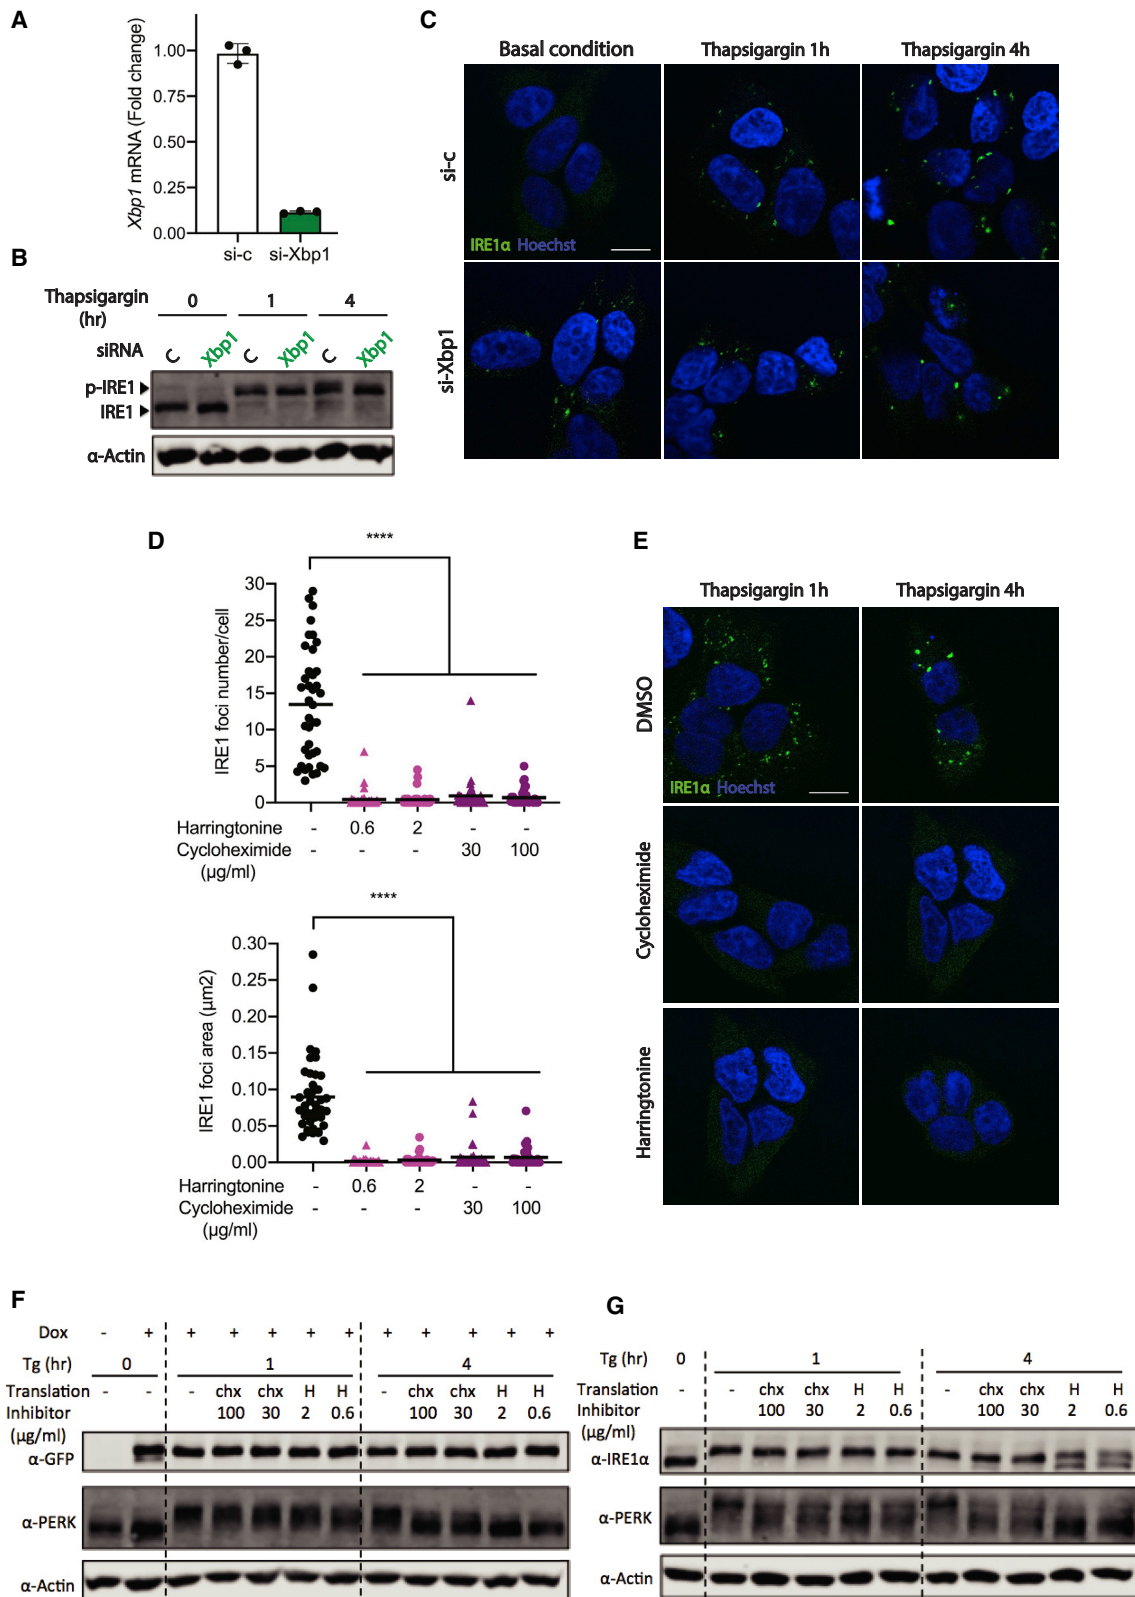 A
Xbp1 mRNA (Fold change)
1.00
0.75
0.50
0.25
0.00
si-c si-Xbp1
B
Thapsigargin (hr) 0 1 4
siRNA C Xbp1 C Xbp1 C Xbp1
p-IRE1
IRE1
α-Actin
C
Basal condition Thapsigargin 1h Thapsigargin 4h
si-c
IRE1α Hoechst
si-Xbp1
D
****
IRE1 foci number/cell
30
25
20
15
10
5
0
Harringtonine - 0.6 2 - -
Cycloheximide - - - 30 100
(µg/ml)
****
IRE1 foci area (µm2)
0.30
0.25
0.20
0.15
0.10
0.05
0.00
Harringtonine - 0.6 2 - -
Cycloheximide - - - 30 100
(µg/ml)
E
Thapsigargin 1h Thapsigargin 4h
DMSO
IRE1α Hoechst
Cycloheximide
Harringtonine
F
Dox - + + + + + + + + + + +
Tg (hr) 0 1 4
Translation - - - chx chx H H - chx chx H H
Inhibitor 100 30 2 0.6 100 30 2 0.6
(µg/ml)
α-GFP
α-PERK
α-Actin
G
Tg (hr) 0 1 4
Translation - - chx chx H H - chx chx H H
Inhibitor 100 30 2 0.6 100 30 2 0.6
(µg/ml)
α-IRE1α
α-PERK
α-Actin